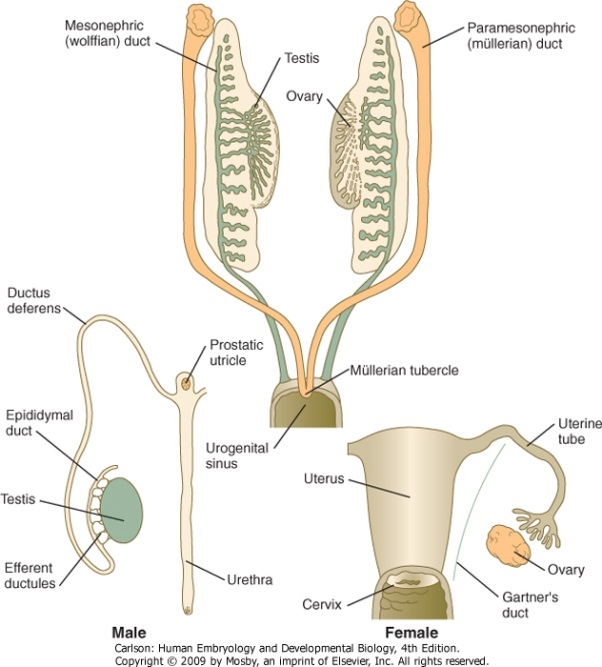 Mesonephric
(wolffian) duct
Testis
Ovary
Paramesonephric
(müllerian) duct
Ductus
deferens
Prostatic
utricle
Müllerian tubercle
Epididymal
duct
Urogenital
sinus
Uterine
tube
Uterus
Testis
Efferent
ductules
Urethra
Ovary
Gartner's
duct
Cervix
Male
Female
Carlson: Human Embryology and Developmental Biology, 4th Edition.
Copyright © 2009 by Mosby, an imprint of Elsevier, Inc. All rights reserved.